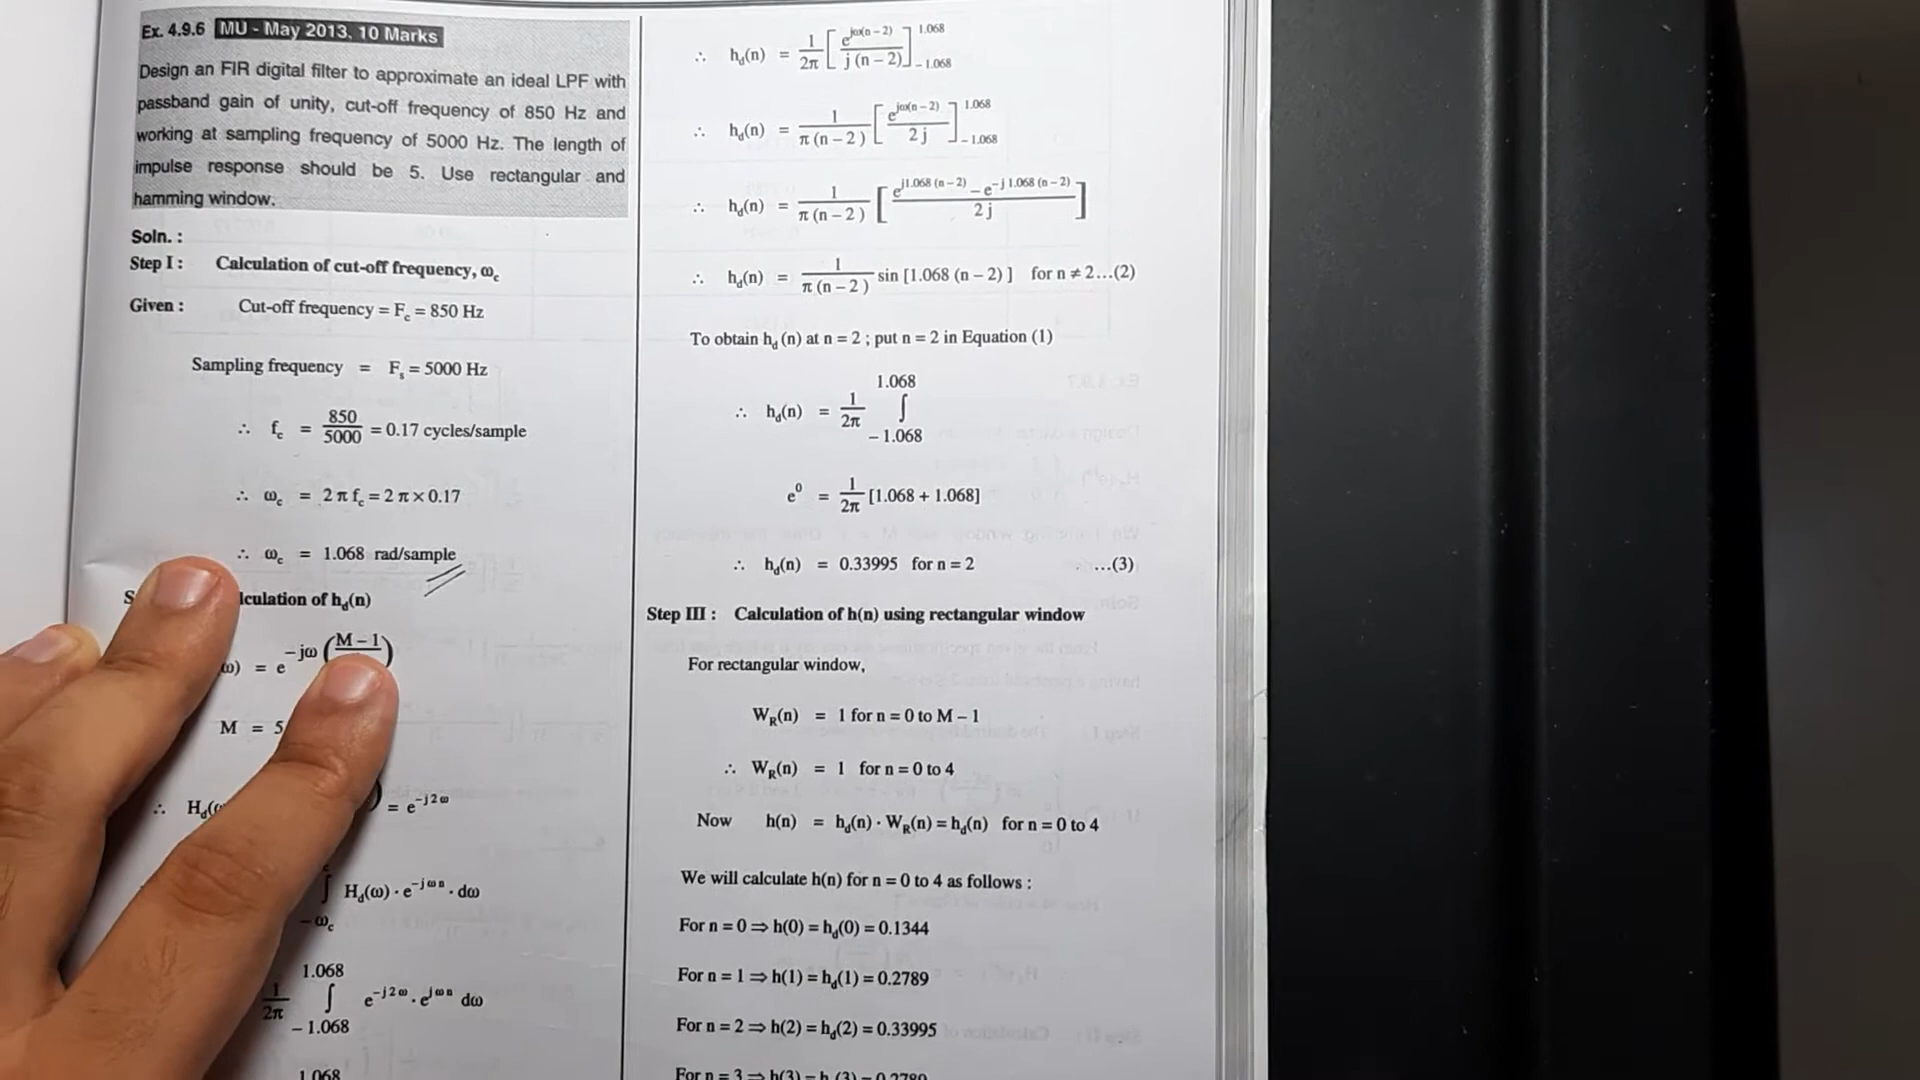 Ex. 4.9.6 MU - May 2013, 10 Marks
Design an FIR digital filter to approximate an ideal LPF with
passband gain of unity, cut-off frequency of 850 Hz and
working at sampling frequency of 5000 Hz. The length of
impulse response should be 5. Use rectangular and
hamming window.
Soln. :
Step I : Calculation of cut-off frequency, ω_c
Given : Cut-off frequency = F_c = 850 Hz
Sampling frequency = F_s = 5000 Hz
∴ f_c = 850/5000 = 0.17 cycles/sample
∴ ω_c = 2 π f_c = 2 π × 0.17
∴ ω_c = 1.068 rad/sample
lculation of h_d(n)
ω) = e^{-jω (M – 1
M = 5
∴ H_d(ω ) = e^{-j 2 ω}
∫ H_d(ω) · e^{-jωn} · dω
– ω_c
1.068
1/2π ∫ e^{-j 2 ω} · e^{jωn} dω
– 1.068
1.068
∴ h_d(n) = 1/2π [ e^{jω(n – 2)} / j (n – 2) ]_{– 1.068}^{1.068}
∴ h_d(n) = 1/π (n – 2) [ e^{jω(n – 2)} / 2 j ]_{– 1.068}^{1.068}
∴ h_d(n) = 1/π (n – 2) [ e^{j1.068 (n – 2)} – e^{– j 1.068 (n – 2)} / 2 j ]
∴ h_d(n) = 1/π (n – 2) sin [1.068 (n – 2) ] for n ≠ 2 ...(2)
To obtain h_d (n) at n = 2 ; put n = 2 in Equation (1)
1.068
∴ h_d(n) = 1/2π ∫
– 1.068
e^0 = 1/2π [1.068 + 1.068]
∴ h_d(n) = 0.33995 for n = 2 ...(3)
Step III : Calculation of h(n) using rectangular window
For rectangular window,
W_R(n) = 1 for n = 0 to M – 1
∴ W_R(n) = 1 for n = 0 to 4
Now h(n) = h_d(n) · W_R(n) = h_d(n) for n = 0 to 4
We will calculate h(n) for n = 0 to 4 as follows :
For n = 0 ⇒ h(0) = h_d(0) = 0.1344
For n = 1 ⇒ h(1) = h_d(1) = 0.2789
For n = 2 ⇒ h(2) = h_d(2) = 0.33995
For n = 3 ⇒ h(3) = h_d(3) = 0.2789